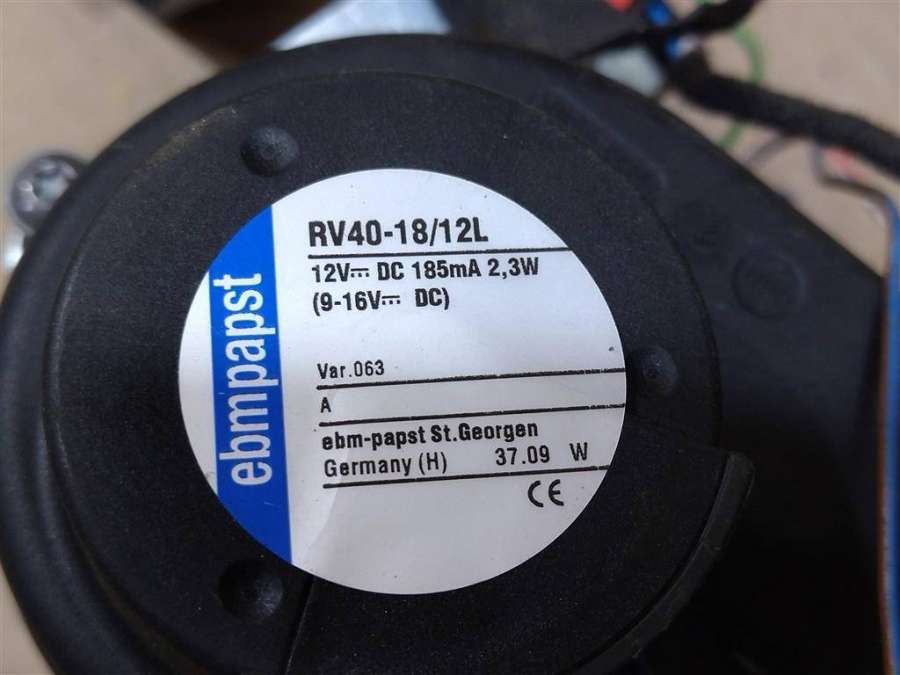 ebmpapst
RV40-18/12L
12V⎓ DC 185mA 2,3W
(9-16V⎓ DC)
Var.063
A
ebm-papst St.Georgen
Germany (H) 37.09 W
CE